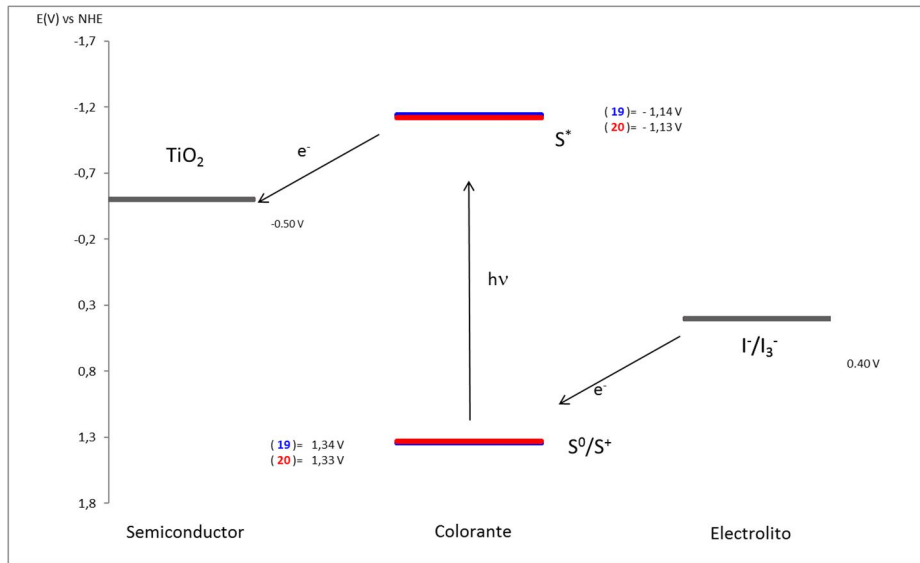 E(V) vs NHE
-1,7
-1,2
-0,7
-0,2
0,3
0,8
1,3
1,8
TiO₂
-0.50 V
e⁻
( 19 )= - 1,14 V
( 20 )= - 1,13 V
S*
hν
I⁻/I₃⁻
0.40 V
e⁻
( 19 )= 1,34 V
( 20 )= 1,33 V
S⁰/S⁺
Semiconductor
Colorante
Electrolito